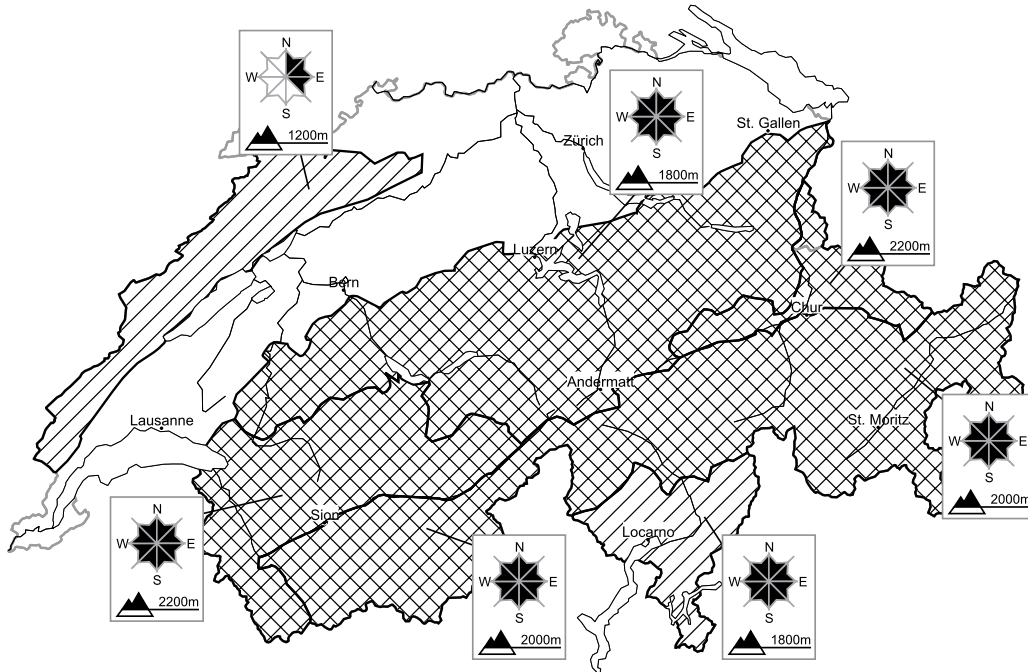 N
W E
S
1200m
N
W E
S
1800m
Zürich
St. Gallen
N
W E
S
2200m
Luzern
Bern
Chur
Andermatt
Lausanne
St. Moritz
N
W E
S
2000m
Sion
Locarno
N
W E
S
2200m
N
W E
S
2000m
N
W E
S
1800m